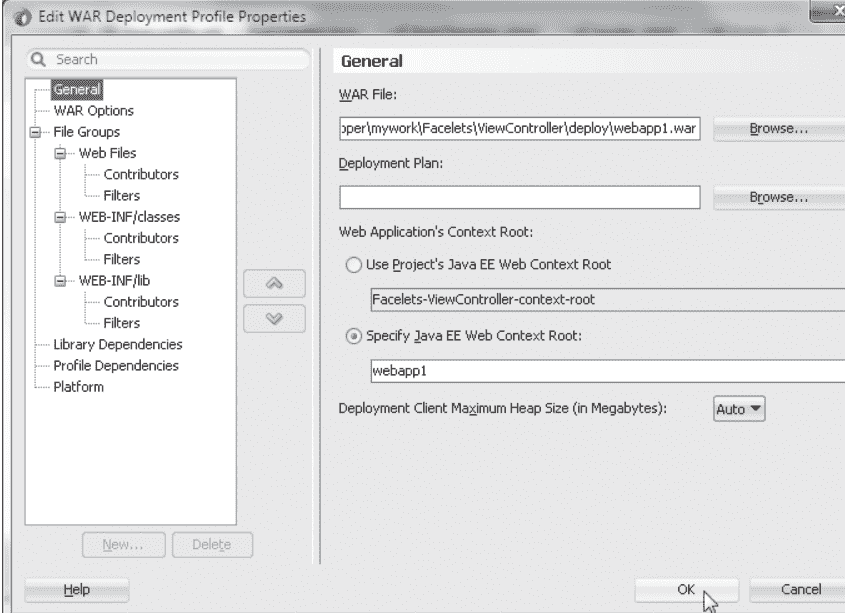 Edit WAR Deployment Profile Properties
Search
General
WAR Options
File Groups
Web Files
Contributors
Filters
WEB-INF/classes
Contributors
Filters
WEB-INF/lib
Contributors
Filters
Library Dependencies
Profile Dependencies
Platform
New...
Delete
General
WAR File:
oper\mywork\Facelets\ViewController\deploy\webapp1.war
Browse...
Deployment Plan:
Browse...
Web Application's Context Root:
Use Project's Java EE Web Context Root
Facelets-ViewController-context-root
Specify Java EE Web Context Root:
webapp1
Deployment Client Maximum Heap Size (in Megabytes):
Auto
Help
OK
Cancel